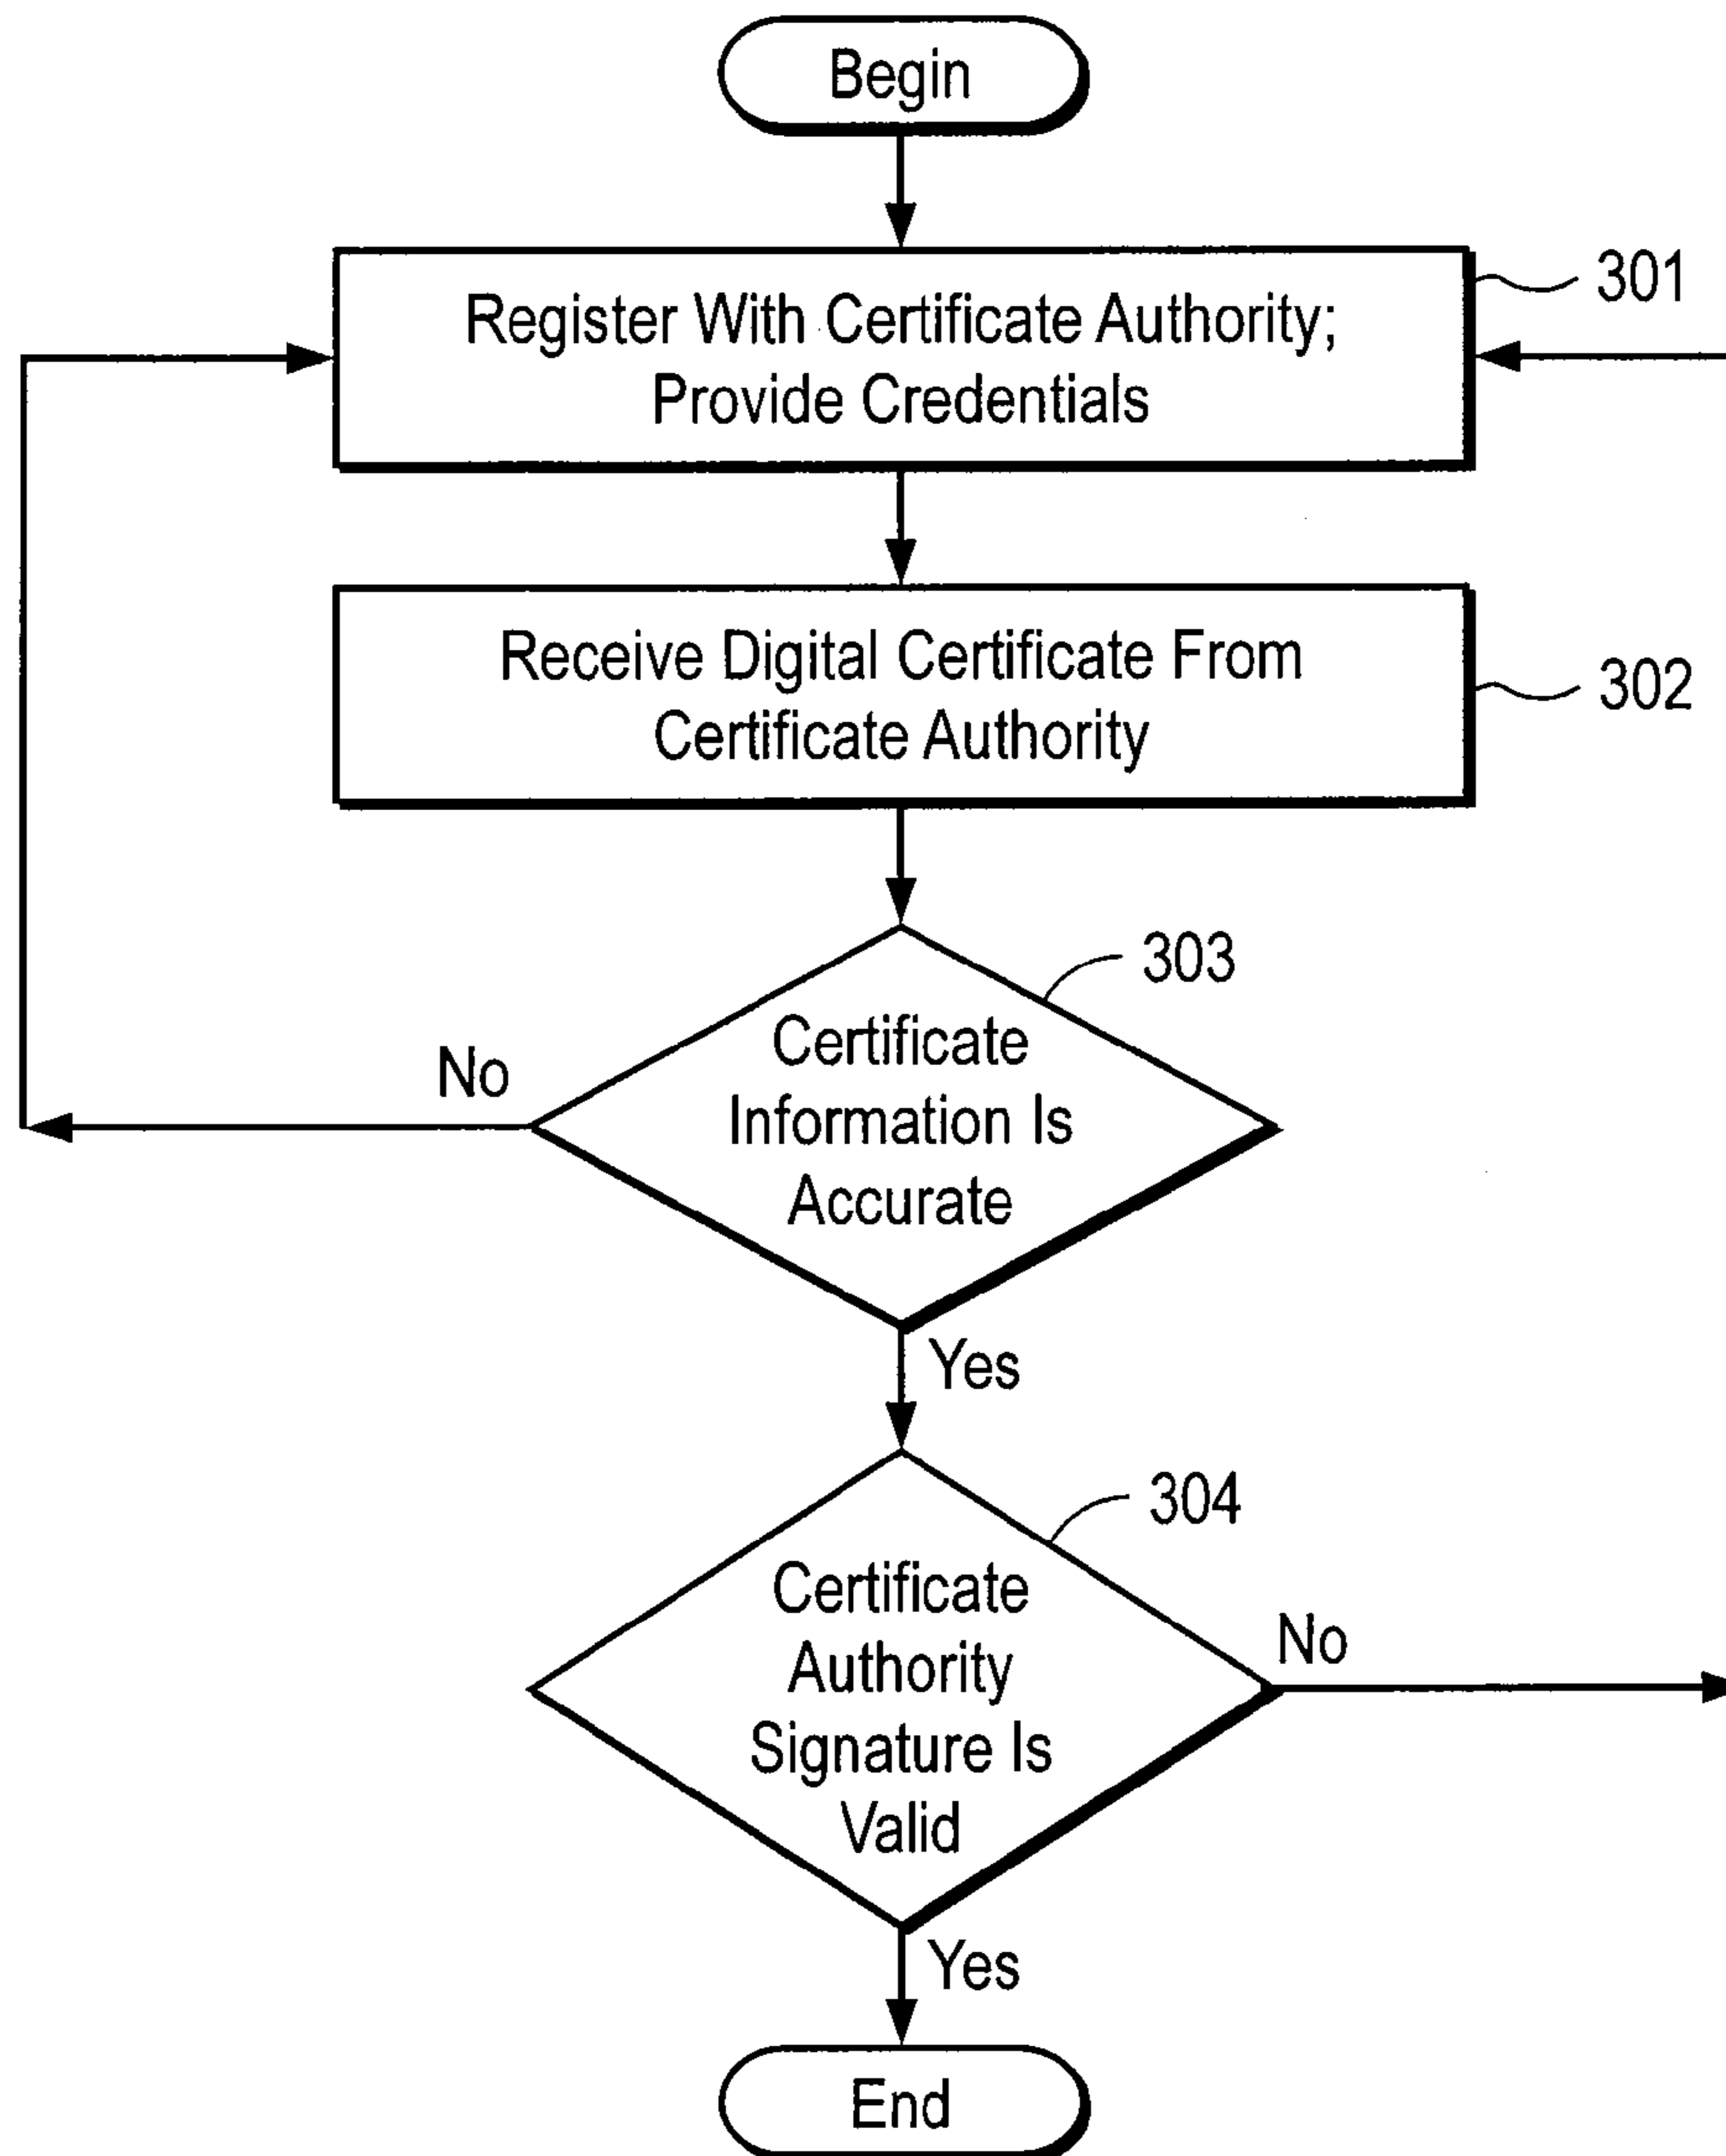 Begin
Register With Certificate Authority;
Provide Credentials
301
Receive Digital Certificate From
Certificate Authority
302
303
Certificate
Information Is
Accurate
No
Yes
304
Certificate
Authority
Signature Is
Valid
No
Yes
End